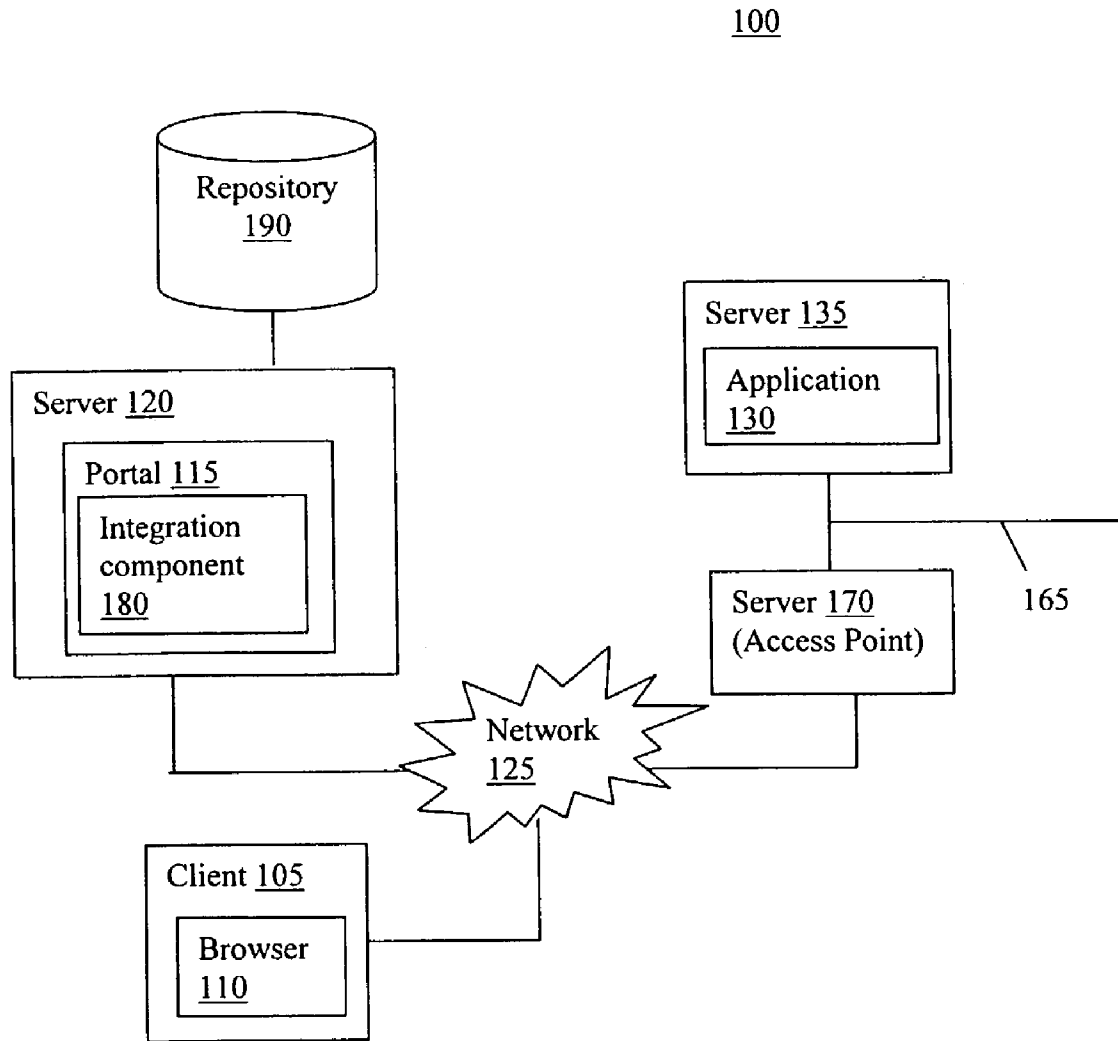 100
Repository
190
Server 135
Application
130
Server 120
Portal 115
Integration
component
180
165
Server 170
(Access Point)
Network
125
Client 105
Browser
110